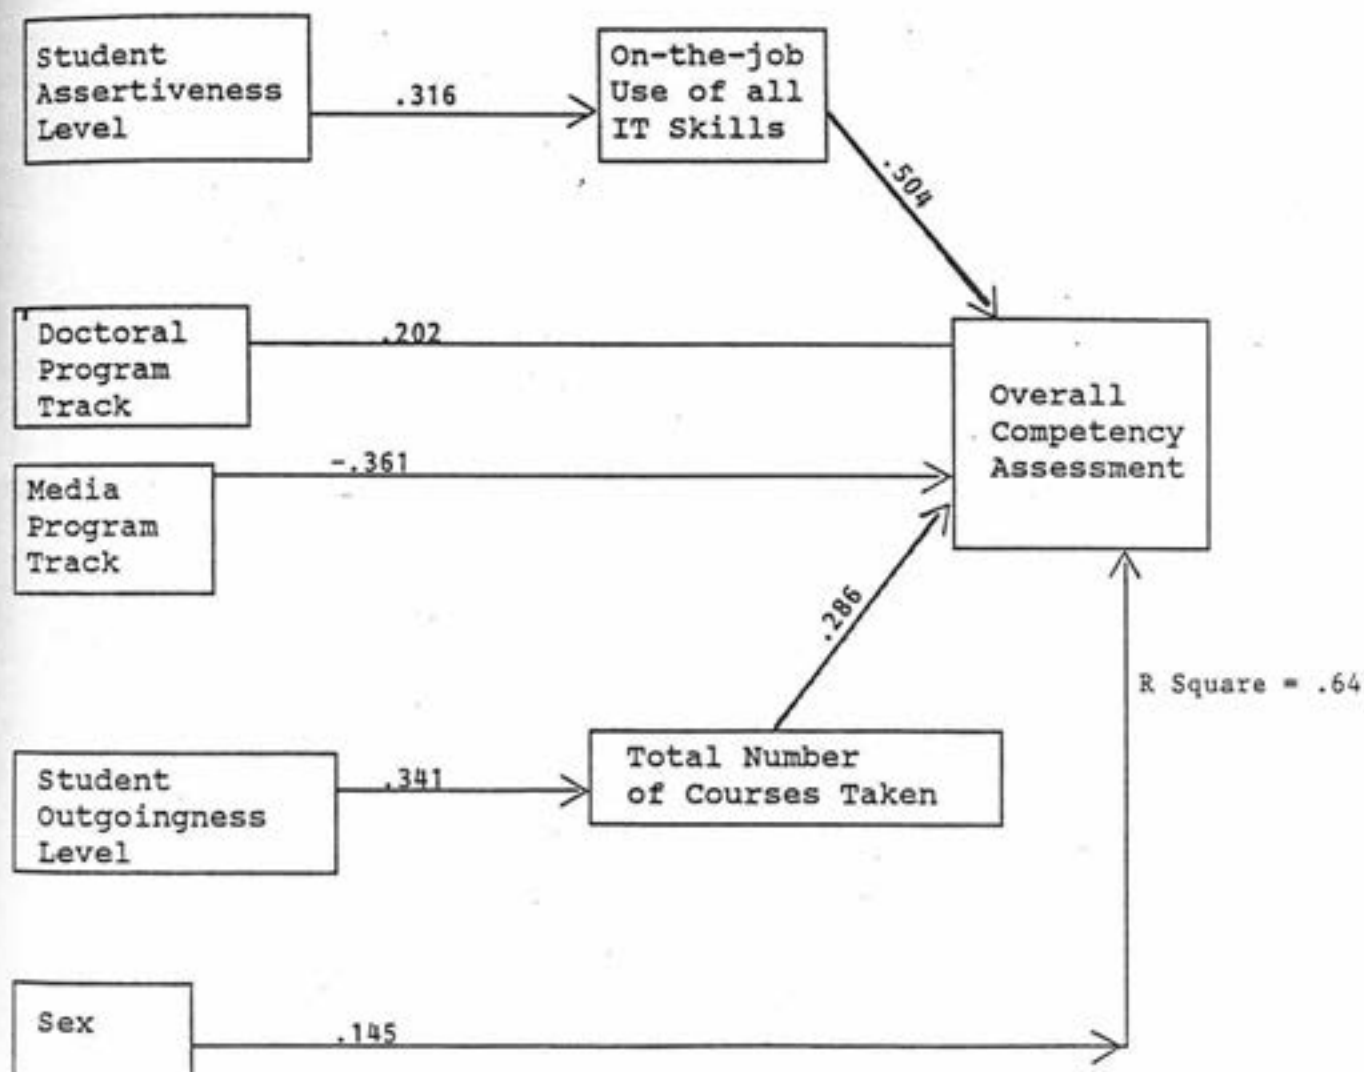 Student
Assertiveness
Level
.316
On-the-job
Use of all
IT Skills
.504
Doctoral
Program
Track
.202
Overall
Competency
Assessment
Media
Program
Track
-.361
.286
R Square = .64
Student
Outgoingness
Level
.341
Total Number
of Courses Taken
Sex
.145